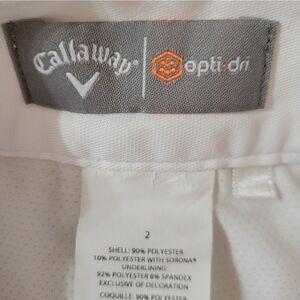 Callaway® opti·dri
2
SHELL: 90% POLYESTER
10% POLYESTER WITH SORONA®
UNDERLINING:
92% POLYESTER 8% SPANDEX
EXCLUSIVE OF DECORATION
COQUILLE: 90% POLYESTER